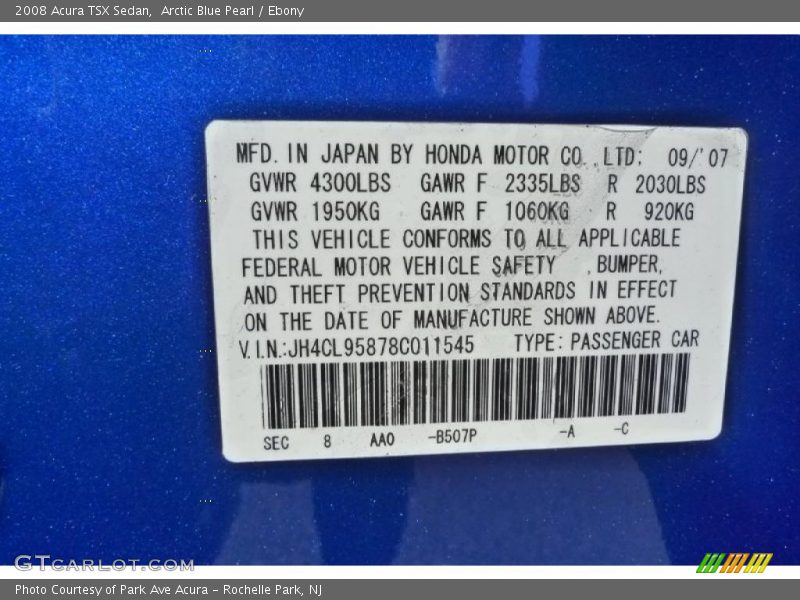 2008 Acura TSX Sedan,  Arctic Blue Pearl / Ebony
MFD. IN JAPAN BY HONDA MOTOR CO.,LTD; 09/'07
GVWR 4300LBS GAWR F 2335LBS R 2030LBS
GVWR 1950KG GAWR F 1060KG R 920KG
THIS VEHICLE CONFORMS TO ALL APPLICABLE
FEDERAL MOTOR VEHICLE SAFETY ,BUMPER,
AND THEFT PREVENTION STANDARDS IN EFFECT
ON THE DATE OF MANUFACTURE SHOWN ABOVE.
V.I.N.:JH4CL95878C011545 TYPE:PASSENGER CAR
SEC 8 AAO -B507P -A -C
GTCARLOT.COM
Photo Courtesy of Park Ave Acura - Rochelle Park, NJ